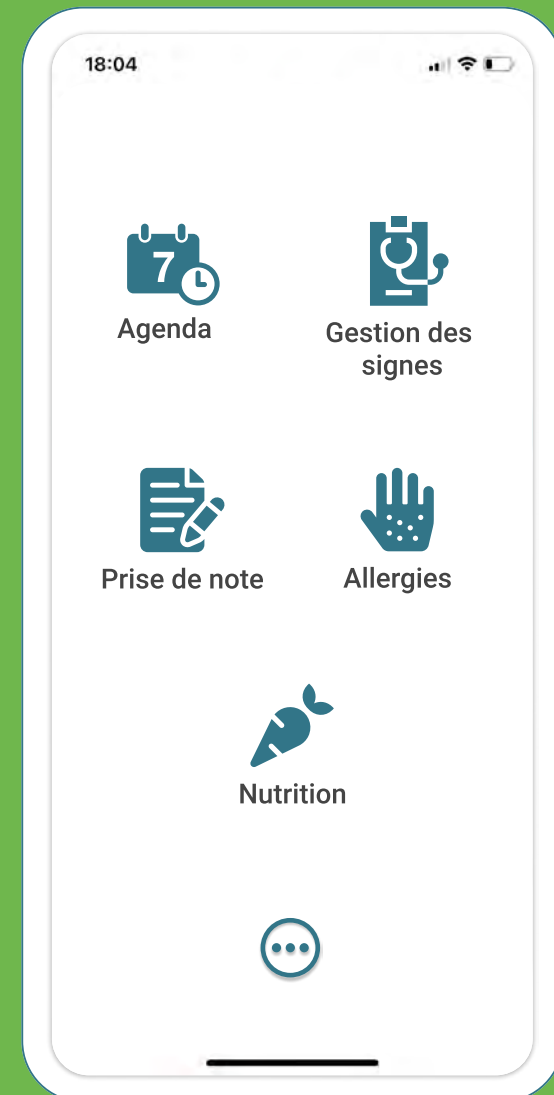 18:04
7
Agenda
Gestion des
signes
Prise de note
Allergies
Nutrition